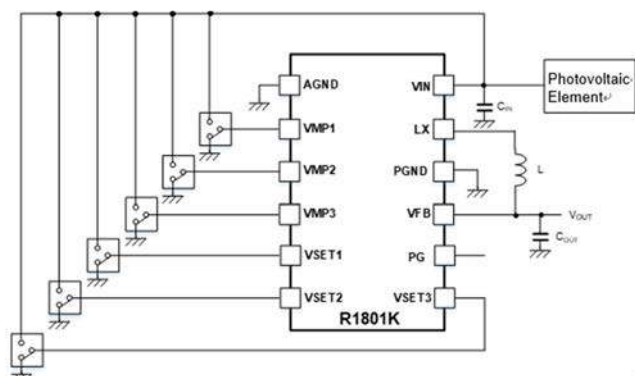 AGND
VIN
Photovoltaic
Element
CIN
VMP1
LX
VMP2
PGND
L
VMP3
VFB
VOUT
COUT
VSET1
PG
VSET2
VSET3
R1801K